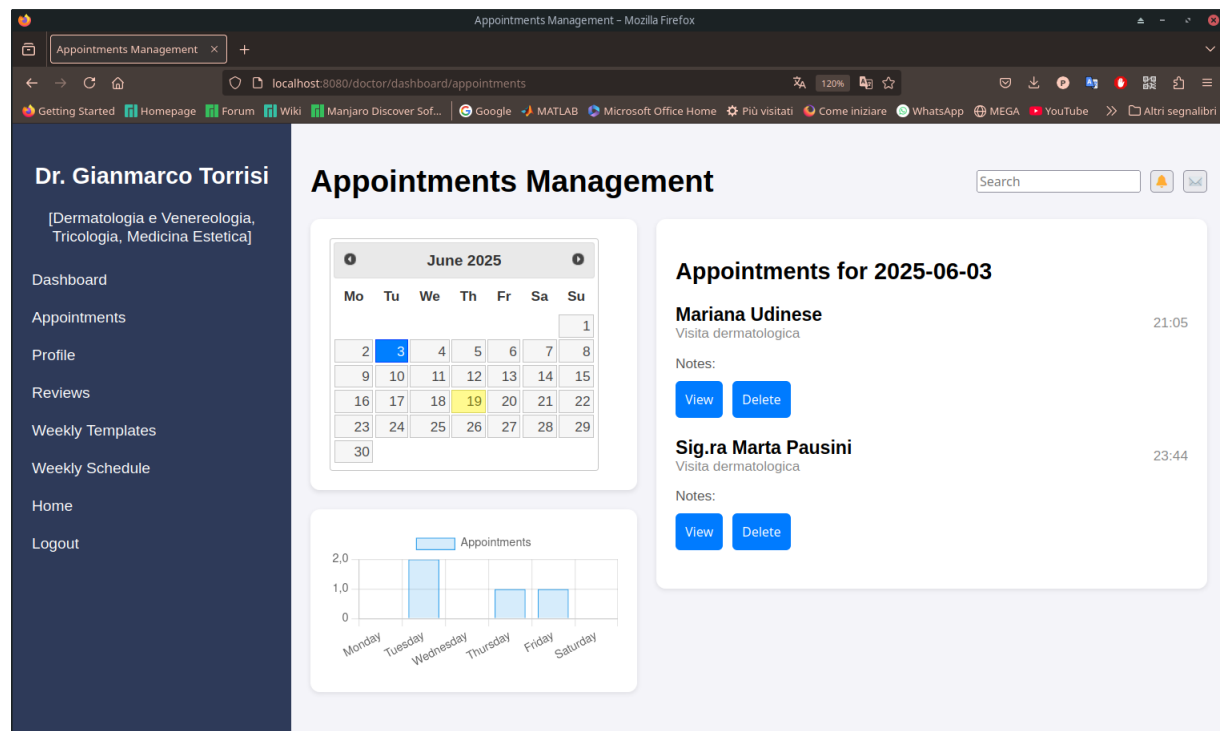 Appointments Management – Mozilla Firefox
Appointments Management
localhost:8080/doctor/dashboard/appointments
120%
Getting Started Homepage Forum Wiki Manjaro Discover Sof... Google MATLAB Microsoft Office Home Più visitati Come iniziare WhatsApp MEGA YouTube Altri segnalibri
Dr. Gianmarco Torrisi
[Dermatologia e Venereologia,
Tricologia, Medicina Estetica]
Dashboard
Appointments
Profile
Reviews
Weekly Templates
Weekly Schedule
Home
Logout
Appointments Management
Search
June 2025
Mo Tu We Th Fr Sa Su
1
2 3 4 5 6 7 8
9 10 11 12 13 14 15
16 17 18 19 20 21 22
23 24 25 26 27 28 29
30
Appointments
2,0
1,0
0
Monday Tuesday Wednesday Thursday Friday Saturday
Appointments for 2025-06-03
Mariana Udinese
Visita dermatologica
21:05
Notes:
View Delete
Sig.ra Marta Pausini
Visita dermatologica
23:44
Notes:
View Delete